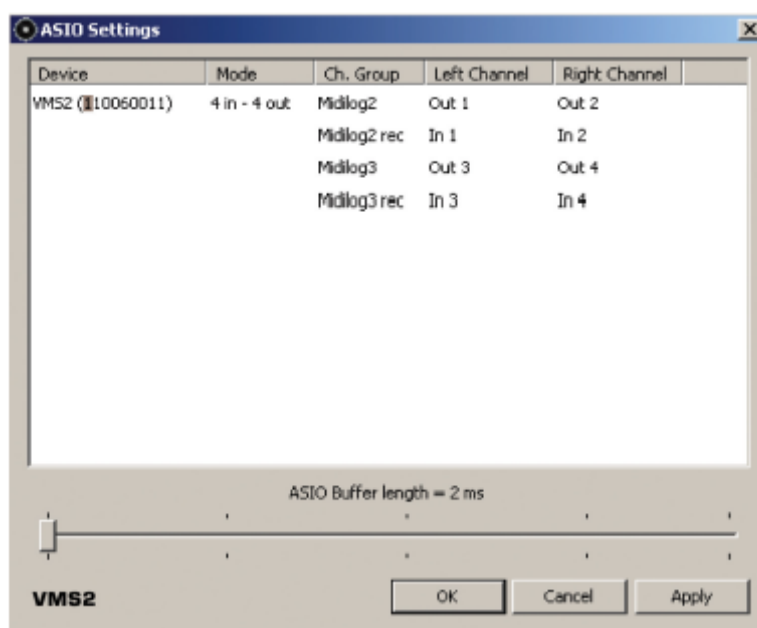 ASIO Settings
Device Mode Ch. Group Left Channel Right Channel
VMS2 (110060011) 4 in - 4 out Midilog2 Out 1 Out 2
Midilog2 rec In 1 In 2
Midilog3 Out 3 Out 4
Midilog3 rec In 3 In 4
ASIO Buffer length = 2 ms
VMS2 OK Cancel Apply